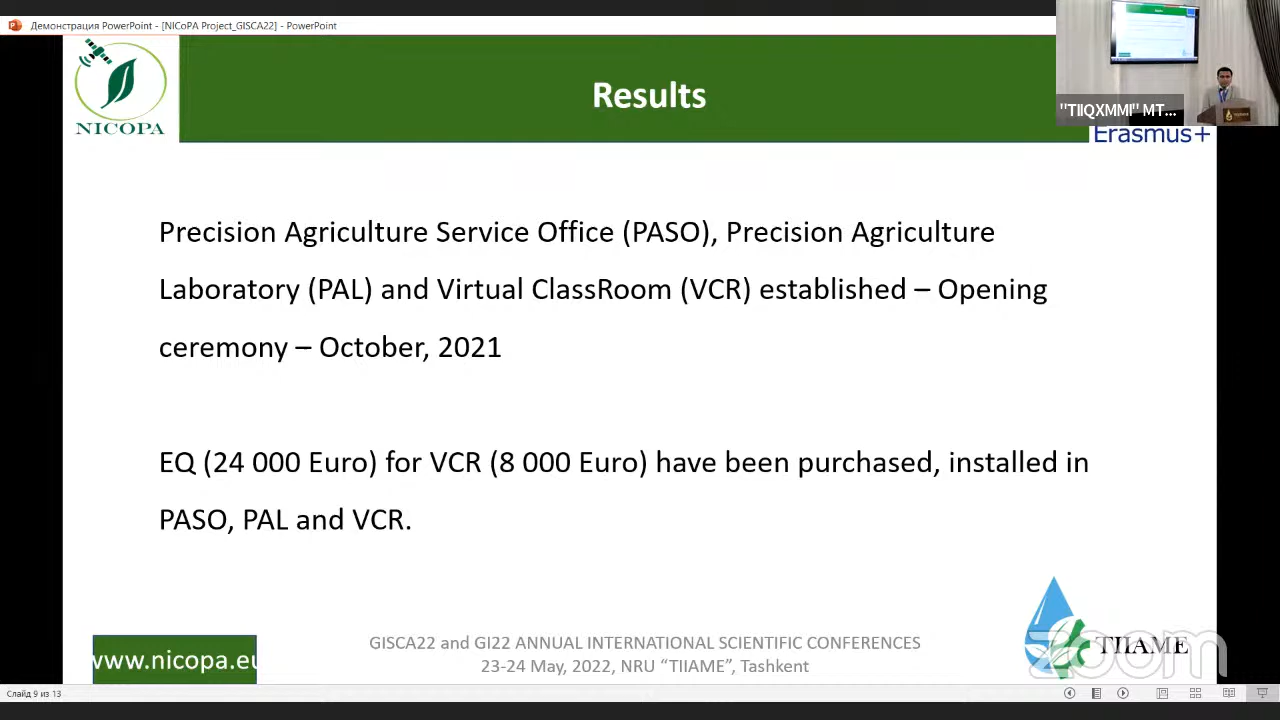 Демонстрация PowerPoint - [NICoPA Project_GISCA22] - PowerPoint
NICOPA
Results
"TIIQXMMI" MT...
Erasmus+
Precision Agriculture Service Office (PASO), Precision Agriculture
Laboratory (PAL) and Virtual ClassRoom (VCR) established – Opening
ceremony – October, 2021
EQ (24 000 Euro) for VCR (8 000 Euro) have been purchased, installed in
PASO, PAL and VCR.
www.nicopa.eu
GISCA22 and GI22 ANNUAL INTERNATIONAL SCIENTIFIC CONFERENCES
23-24 May, 2022, NRU “TIIAME”, Tashkent
TIIAME
zoom
Слайд 9 из 13